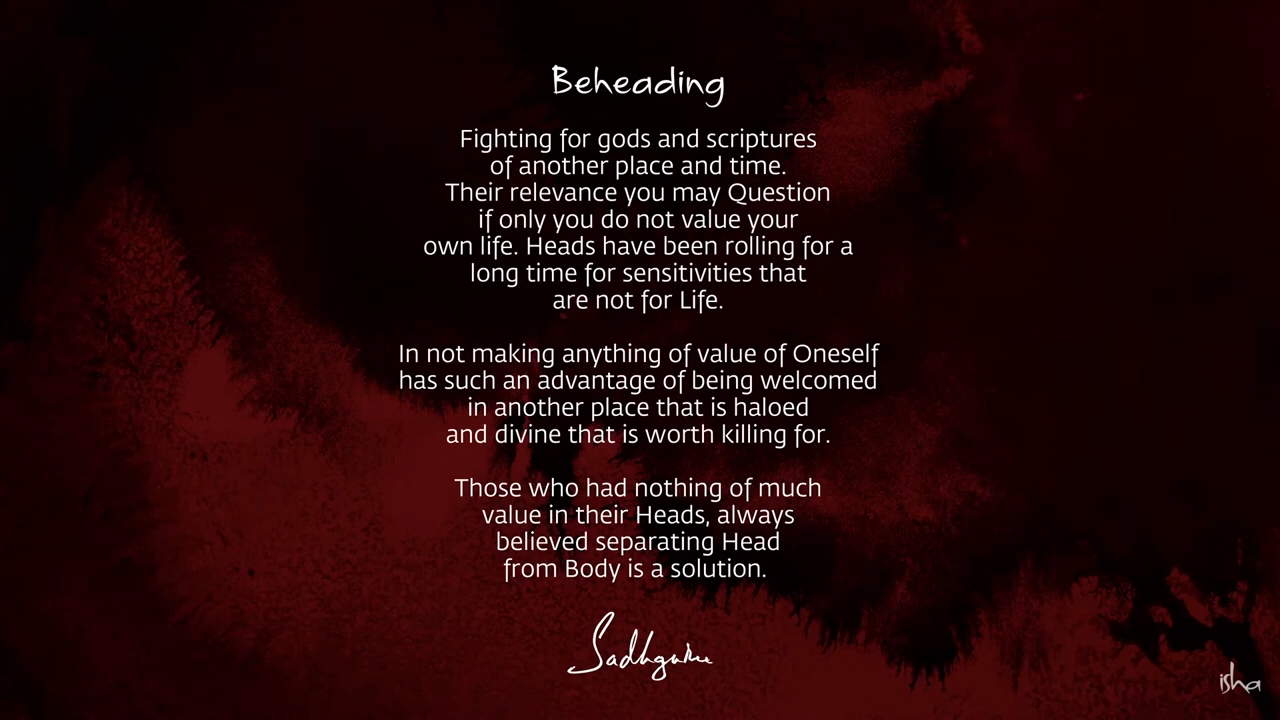 Beheading
Fighting for gods and scriptures
of another place and time.
Their relevance you may Question
if only you do not value your
own life. Heads have been rolling for a
long time for sensitivities that
are not for Life.
In not making anything of value of Oneself
has such an advantage of being welcomed
in another place that is haloed
and divine that is worth killing for.
Those who had nothing of much
value in their Heads, always
believed separating Head
from Body is a solution.
Sadhguru
isha